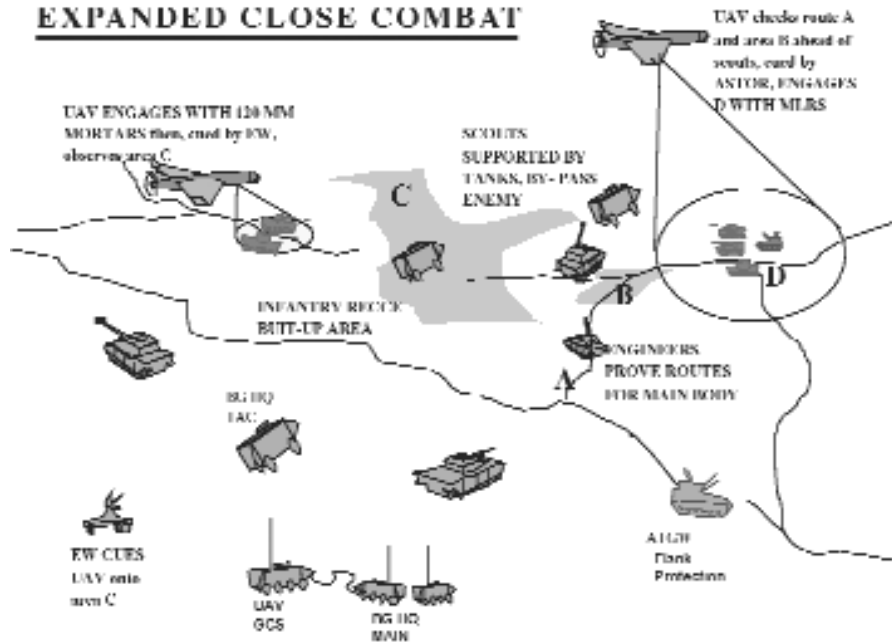 EXPANDED CLOSE COMBAT
UAV checks route A
and area B ahead of
scouts, cued by
ASTOR, ENGAGES
D WITH MLRS
UAV ENGAGES WITH 120 MM
MORTARS then, cued by EW,
observes area C
SCOUTS
SUPPORTED BY
TANKS, BY-PASS
ENEMY
C
B
D
INFANTRY RECCE
BUIT-UP AREA
A
ENGINEERS
PROVE ROUTES
FOR MAIN BODY
BG HQ
TAC
EW CUES
UAV onto
town C
UAV
GCS
BG HQ
MAIN
ATGW
Flank
Protection